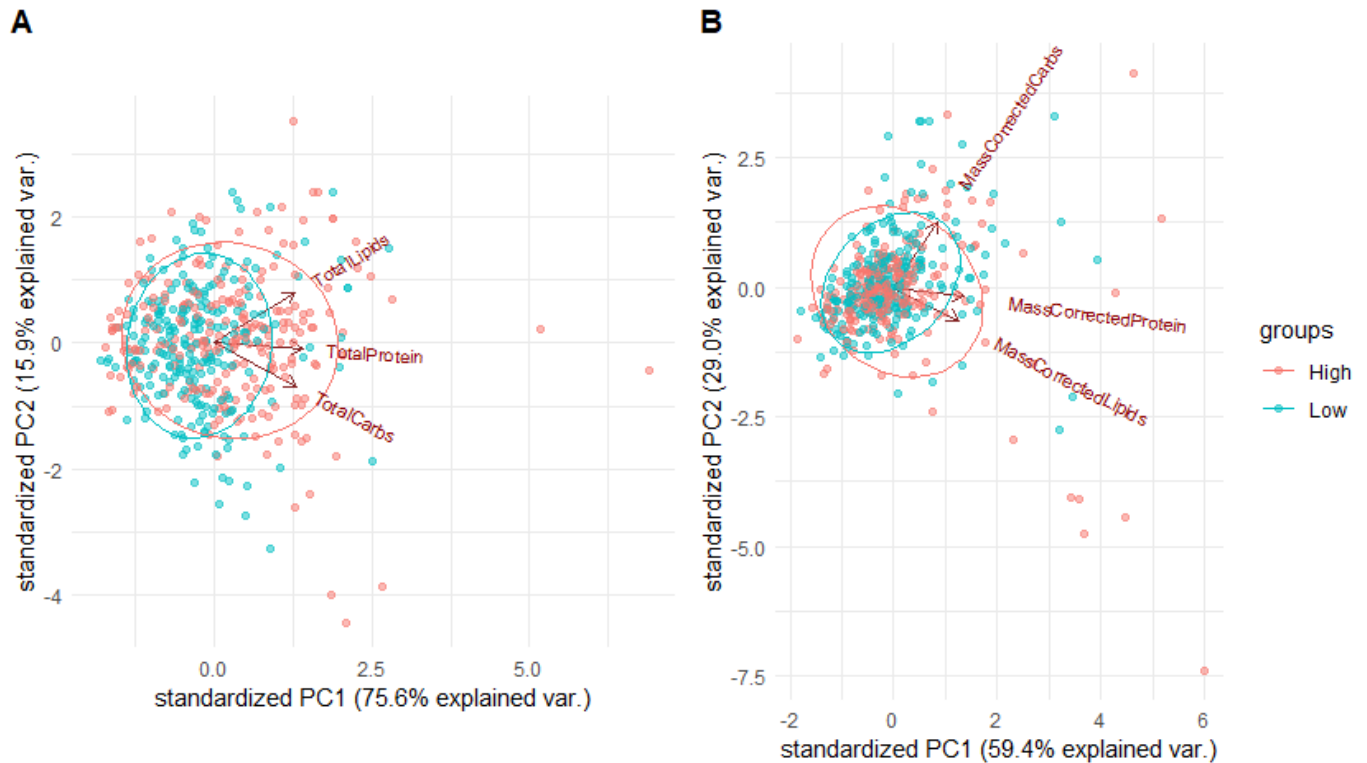 A
standardized PC2 (15.9% explained var.)
2
0
-2
-4
TotalLipids
TotalProtein
TotalCarbs
0.0
2.5
5.0
standardized PC1 (75.6% explained var.)
B
standardized PC2 (29.0% explained var.)
2.5
0.0
-2.5
-5.0
-7.5
MassCorrectedCarbs
MassCorrectedProtein
MassCorrectedLipids
-2
0
2
4
6
standardized PC1 (59.4% explained var.)
groups
High
Low